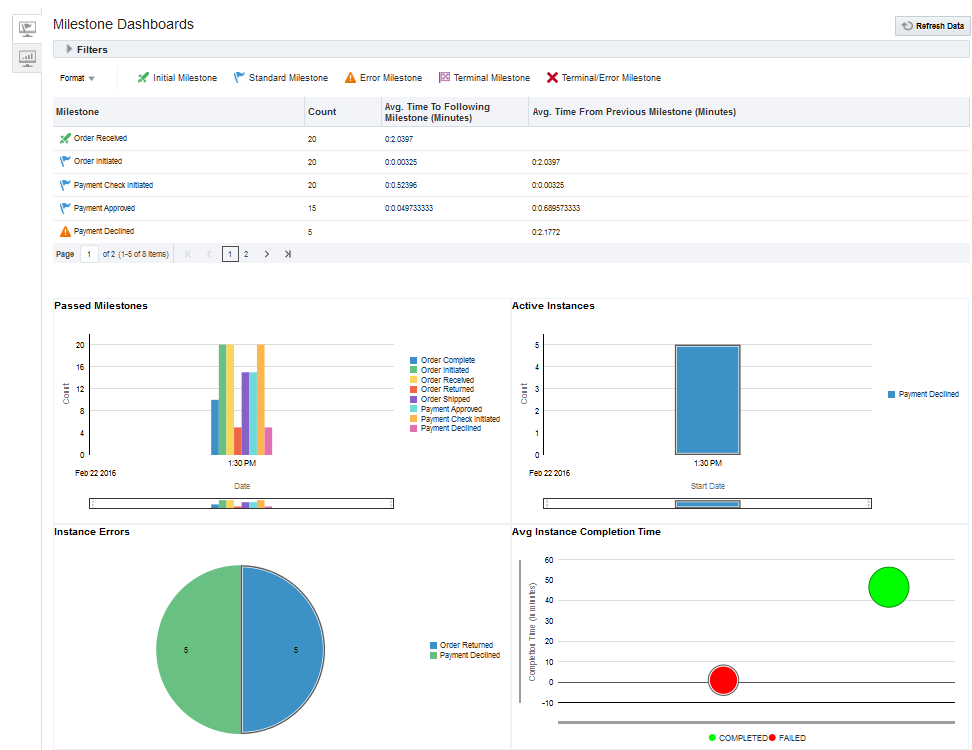 Milestone Dashboards
Refresh Data
Filters
Format
Initial Milestone
Standard Milestone
Error Milestone
Terminal Milestone
Terminal/Error Milestone
Milestone Count Avg. Time To Following Milestone (Minutes) Avg. Time From Previous Milestone (Minutes)
Order Received 20 0:2.0397
Order Initiated 20 0:0.00325 0:2.0397
Payment Check Initiated 20 0:0.52396 0:0.00325
Payment Approved 15 0:0.049733333 0:0.689573333
Payment Declined 5 0:2.1772
Page 1 of 2 (1-5 of 8 items) 1 2
Passed Milestones
20
16
12
8
4
0
Count
1:30 PM
Feb 22 2016
Date
Order Complete
Order Initiated
Order Received
Order Returned
Order Shipped
Payment Approved
Payment Check Initiated
Payment Declined
Active Instances
5
4
3
2
1
0
Count
1:30 PM
Feb 22 2016
Start Date
Payment Declined
Instance Errors
5
5
Order Returned
Payment Declined
Avg Instance Completion Time
60
50
40
30
20
10
0
-10
Completion Time (in minutes)
COMPLETED FAILED